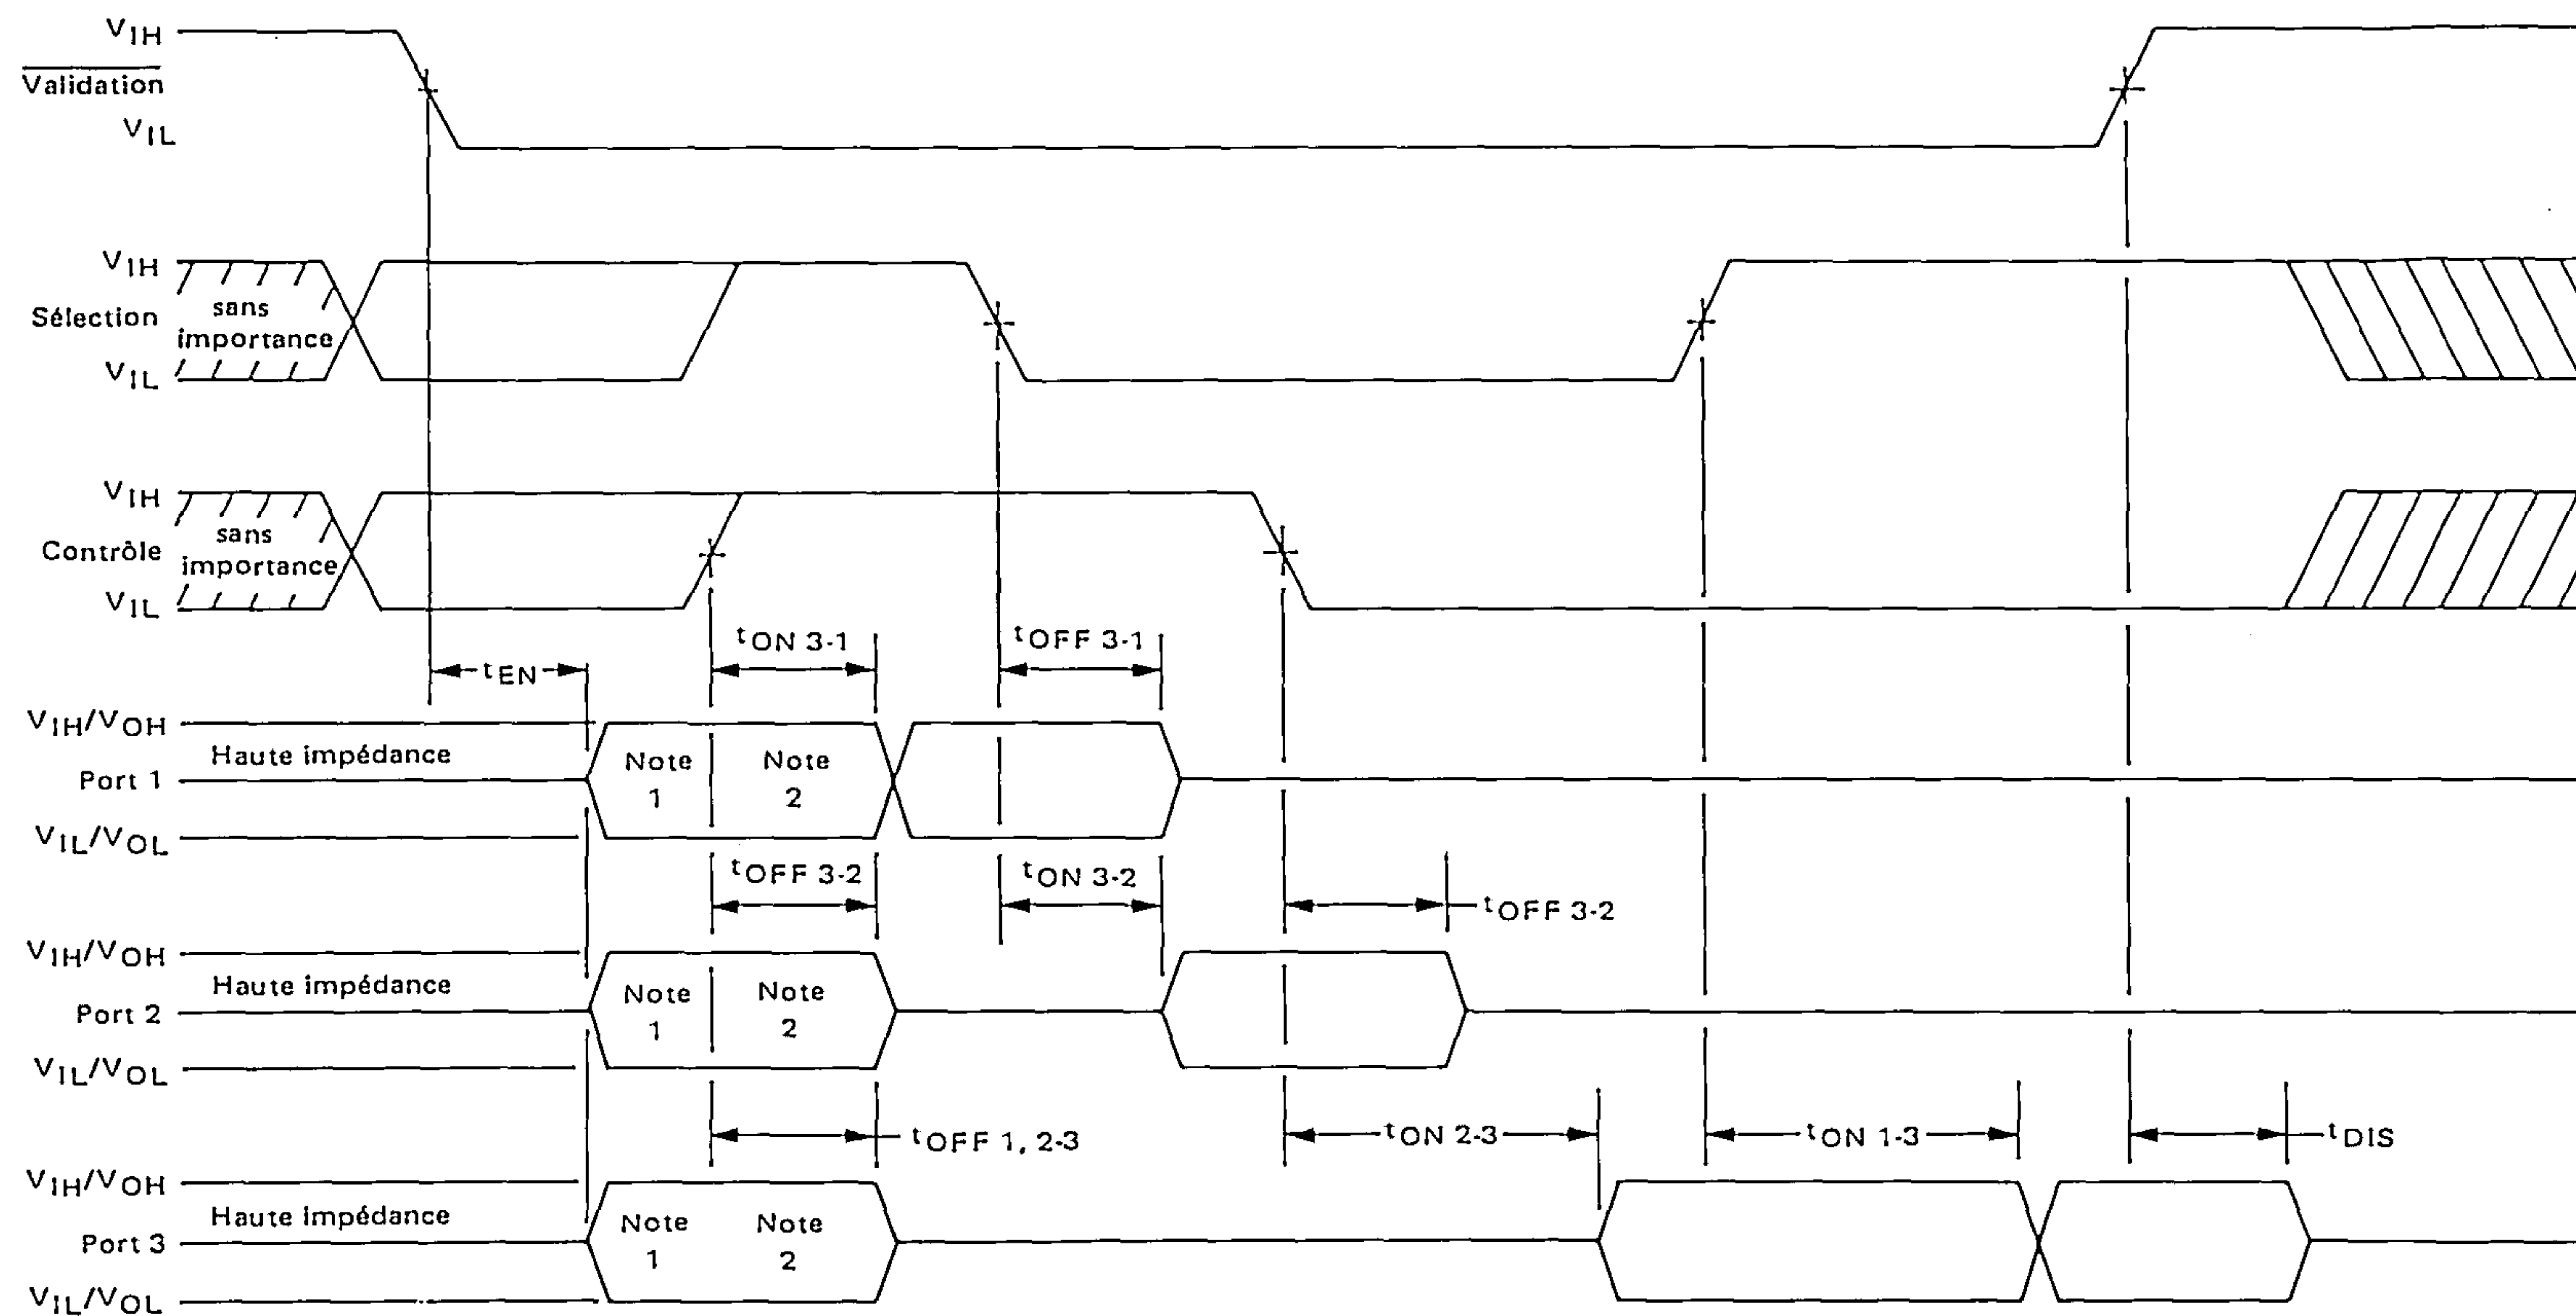 VIH
Validation
VIL
VIH
Sélection
sans
importance
VIL
VIH
Contrôle
sans
importance
VIL
tEN
tON 3-1
tOFF 3-1
VIH/VOH
Haute impédance
Port 1
Note
1
Note
2
VIL/VOL
tOFF 3-2
tON 3-2
tOFF 3-2
VIH/VOH
Haute impédance
Port 2
Note
1
Note
2
VIL/VOL
tOFF 1, 2-3
tON 2-3
tON 1-3
tDIS
VIH/VOH
Haute impédance
Port 3
Note
1
Note
2
VIL/VOL